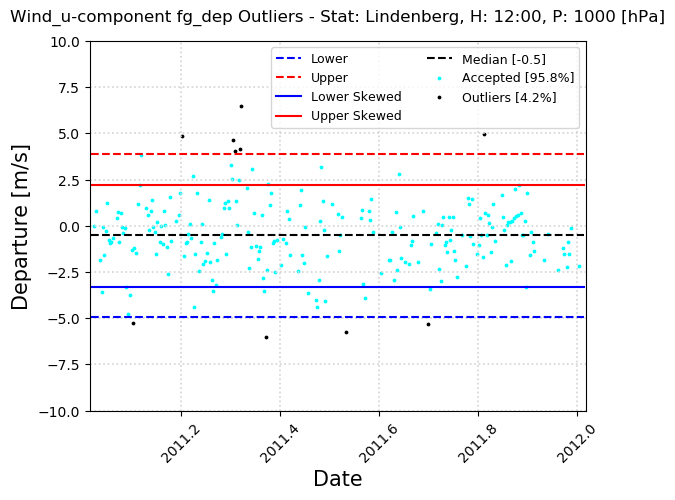 Wind_u-component fg_dep Outliers - Stat: Lindenberg, H: 12:00, P: 1000 [hPa]
Lower
Upper
Lower Skewed
Upper Skewed
Median [-0.5]
Accepted [95.8%]
Outliers [4.2%]
10.0
7.5
5.0
2.5
0.0
−2.5
−5.0
−7.5
−10.0
Departure [m/s]
2011.2
2011.4
2011.6
2011.8
2012.0
Date